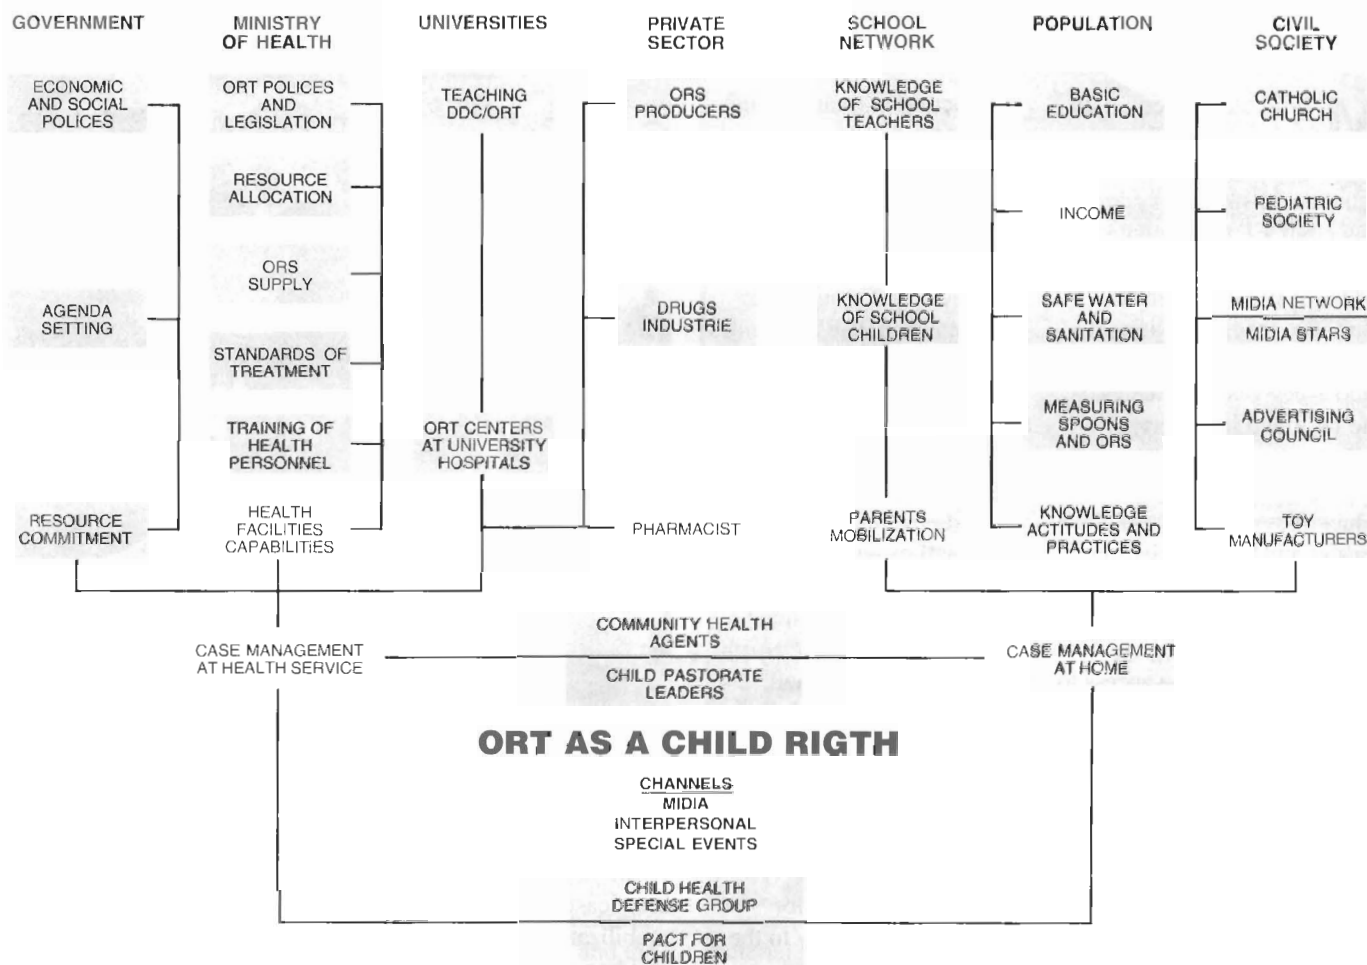 GOVERNMENT
MINISTRY
OF HEALTH
UNIVERSITIES
PRIVATE
SECTOR
SCHOOL
NETWORK
POPULATION
CIVIL
SOCIETY
ECONOMIC
AND SOCIAL
POLICES
AGENDA
SETTING
RESOURCE
COMMITMENT
ORT POLICES
AND
LEGISLATION
RESOURCE
ALLOCATION
ORS
SUPPLY
STANDARDS OF
TREATMENT
TRAINING OF
HEALTH
PERSONNEL
HEALTH
FACILITIES
CAPABILITIES
TEACHING
DDC/ORT
ORT CENTERS
AT UNIVERSITY
HOSPITALS
ORS
PRODUCERS
DRUGS
INDUSTRIE
PHARMACIST
KNOWLEDGE
OF SCHOOL
TEACHERS
KNOWLEDGE
OF SCHOOL
CHILDREN
PARENTS
MOBILIZATION
BASIC
EDUCATION
INCOME
SAFE WATER
AND
SANITATION
MEASURING
SPOONS
AND ORS
KNOWLEDGE
ACTITUDES AND
PRACTICES
CATHOLIC
CHURCH
PEDIATRIC
SOCIETY
MIDIA NETWORK
MIDIA STARS
ADVERTISING
COUNCIL
TOY
MANUFACTURERS
CASE MANAGEMENT
AT HEALTH SERVICE
COMMUNITY HEALTH
AGENTS
CHILD PASTORATE
LEADERS
CASE MANAGEMENT
AT HOME
ORT AS A CHILD RIGTH
CHANNELS
MIDIA
INTERPERSONAL
SPECIAL EVENTS
CHILD HEALTH
DEFENSE GROUP
PACT FOR
CHILDREN